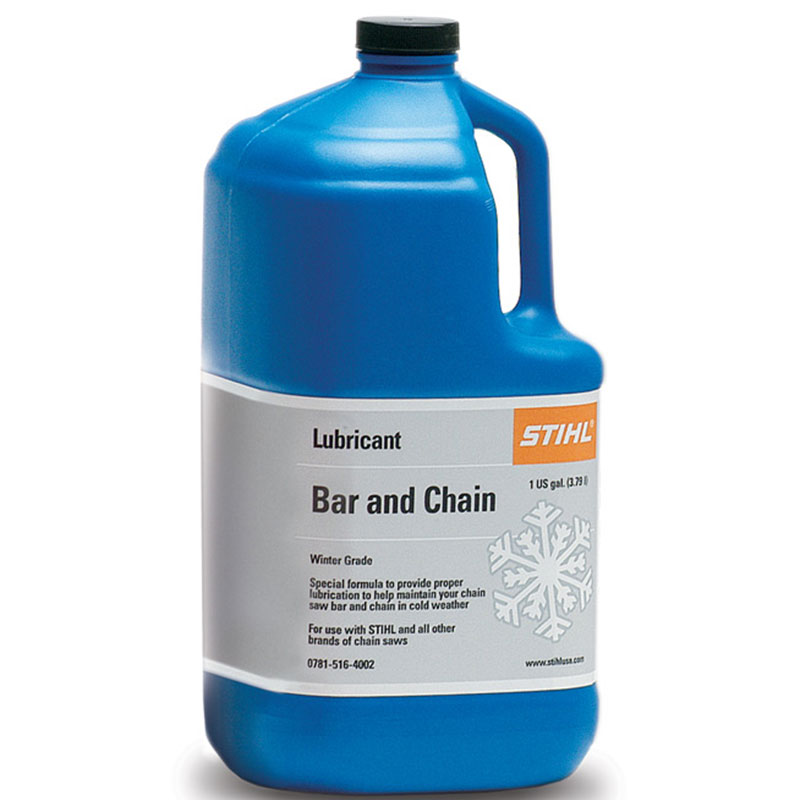 Lubricant
STIHL®
Bar and Chain
1 US gal. (3.79 l)
Winter Grade
Special formula to provide proper
lubrication to help maintain your chain
saw bar and chain in cold weather
For use with STIHL and all other
brands of chain saws
0781-516-4002
www.stihlusa.com